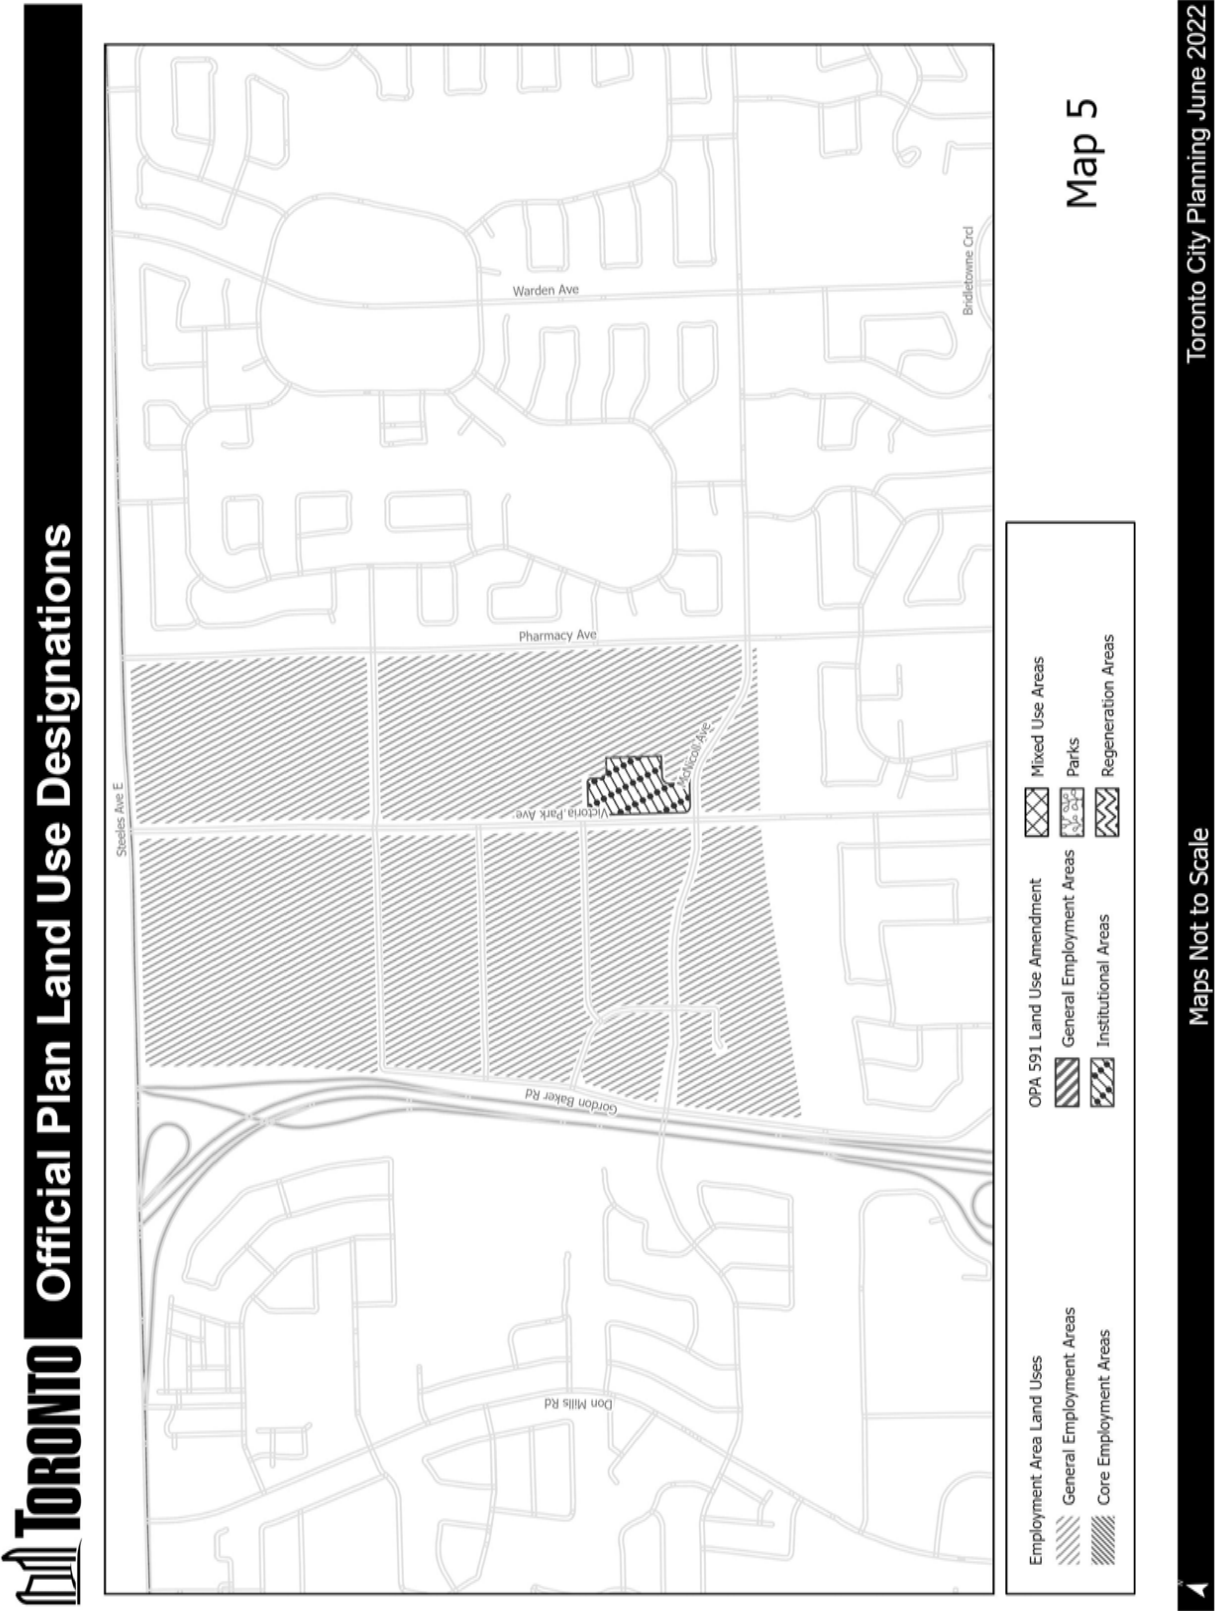 TORONTO
Official Plan Land Use Designations
Steeles Ave E
Warden Ave
Bridletowne Crcl
Pharmacy Ave
McNicoll Ave
Victoria Park Ave
Gordon Baker Rd
Don Mills Rd
Employment Area Land Uses
General Employment Areas
Core Employment Areas
OPA 591 Land Use Amendment
General Employment Areas
Institutional Areas
Mixed Use Areas
Parks
Regeneration Areas
Map 5
Maps Not to Scale
Toronto City Planning June 2022